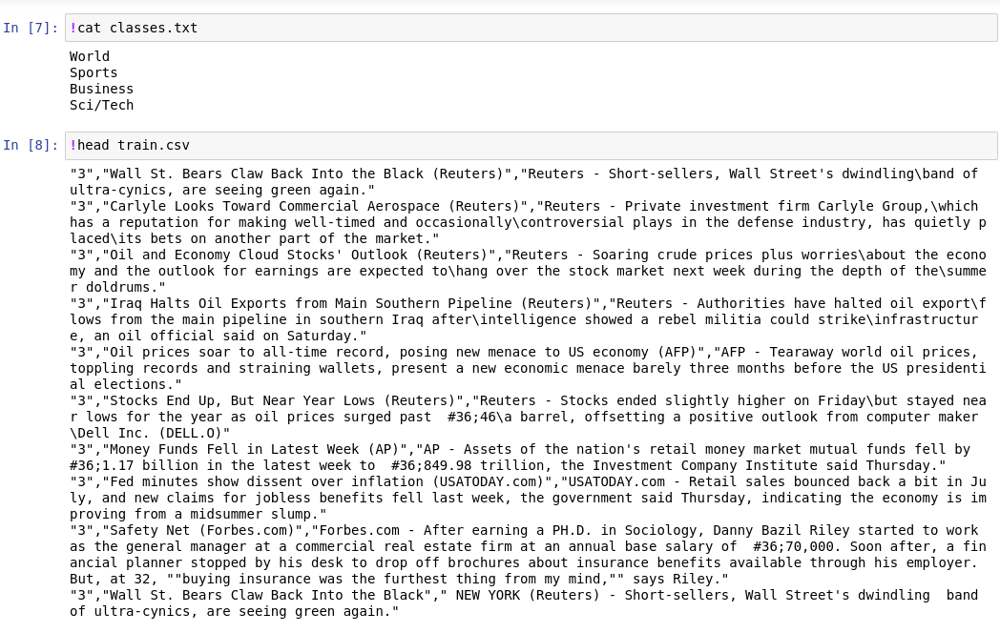 In [7]: !cat classes.txt
World
Sports
Business
Sci/Tech
In [8]: !head train.csv
"3","Wall St. Bears Claw Back Into the Black (Reuters)","Reuters - Short-sellers, Wall Street's dwindling\band of
ultra-cynics, are seeing green again."
"3","Carlyle Looks Toward Commercial Aerospace (Reuters)","Reuters - Private investment firm Carlyle Group,\which
has a reputation for making well-timed and occasionally\controversial plays in the defense industry, has quietly p
laced\its bets on another part of the market."
"3","Oil and Economy Cloud Stocks' Outlook (Reuters)","Reuters - Soaring crude prices plus worries\about the econo
my and the outlook for earnings are expected to\hang over the stock market next week during the depth of the\summe
r doldrums."
"3","Iraq Halts Oil Exports from Main Southern Pipeline (Reuters)","Reuters - Authorities have halted oil export\f
lows from the main pipeline in southern Iraq after\intelligence showed a rebel militia could strike\infrastructur
e, an oil official said on Saturday."
"3","Oil prices soar to all-time record, posing new menace to US economy (AFP)","AFP - Tearaway world oil prices,
toppling records and straining wallets, present a new economic menace barely three months before the US presidenti
al elections."
"3","Stocks End Up, But Near Year Lows (Reuters)","Reuters - Stocks ended slightly higher on Friday\but stayed nea
r lows for the year as oil prices surged past  #36;46\a barrel, offsetting a positive outlook from computer maker
\Dell Inc. (DELL.O)"
"3","Money Funds Fell in Latest Week (AP)","AP - Assets of the nation's retail money market mutual funds fell by
#36;1.17 billion in the latest week to  #36;849.98 trillion, the Investment Company Institute said Thursday."
"3","Fed minutes show dissent over inflation (USATODAY.com)","USATODAY.com - Retail sales bounced back a bit in Ju
ly, and new claims for jobless benefits fell last week, the government said Thursday, indicating the economy is im
proving from a midsummer slump."
"3","Safety Net (Forbes.com)","Forbes.com - After earning a PH.D. in Sociology, Danny Bazil Riley started to work
as the general manager at a commercial real estate firm at an annual base salary of  #36;70,000. Soon after, a fin
ancial planner stopped by his desk to drop off brochures about insurance benefits available through his employer.
But, at 32, ""buying insurance was the furthest thing from my mind,"" says Riley."
"3","Wall St. Bears Claw Back Into the Black"," NEW YORK (Reuters) - Short-sellers, Wall Street's dwindling  band
of ultra-cynics, are seeing green again."